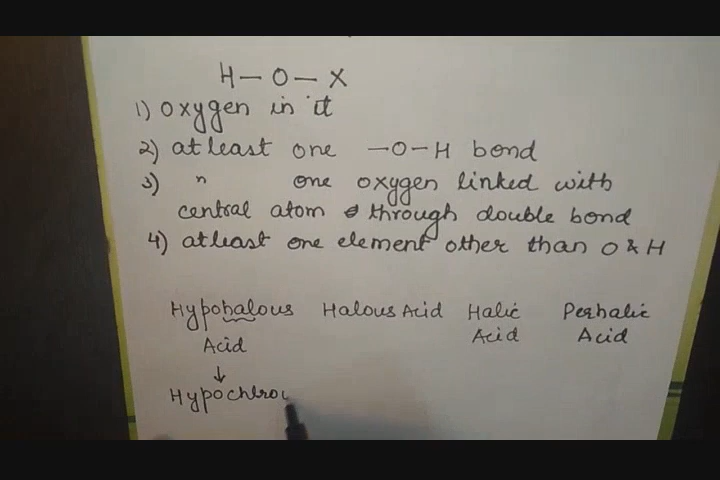 H — O — X
1) Oxygen in it
2) atleast one —O—H bond
3) " one oxygen linked with
central atom through double bond
4) atleast one element other than O & H
Hypohalous Halous Acid Halic Perhalic
Acid Acid Acid
↓
Hypochlrou